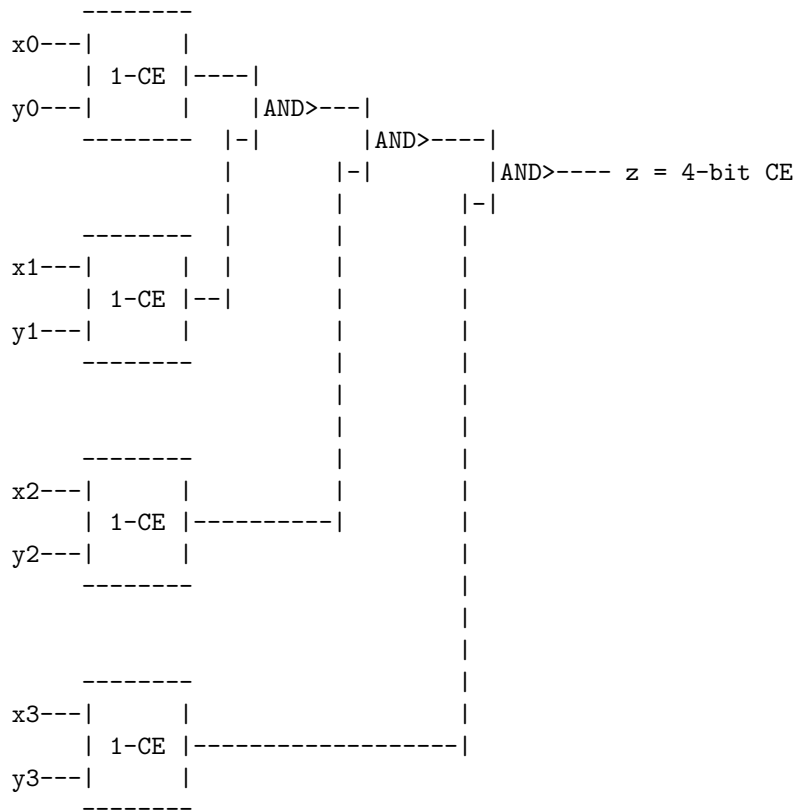 x0
1-CE
y0
AND>
AND>
AND> z = 4-bit CE
x1
1-CE
y1
x2
1-CE
y2
x3
1-CE
y3